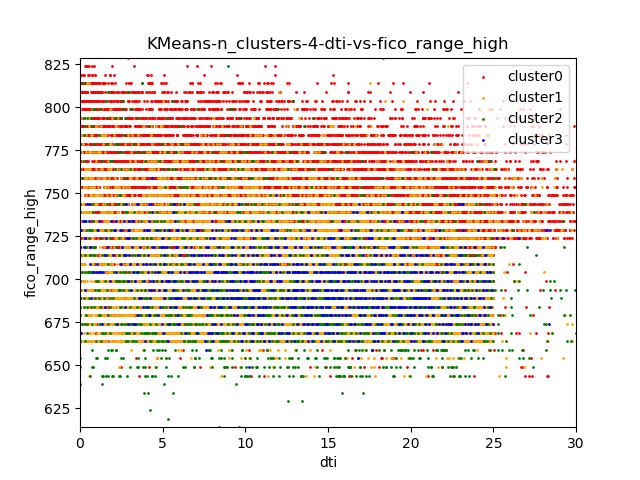 KMeans-n_clusters-4-dti-vs-fico_range_high
825
800
775
750
725
700
675
650
625
fico_range_high
cluster0
cluster1
cluster2
cluster3
0 5 10 15 20 25 30
dti